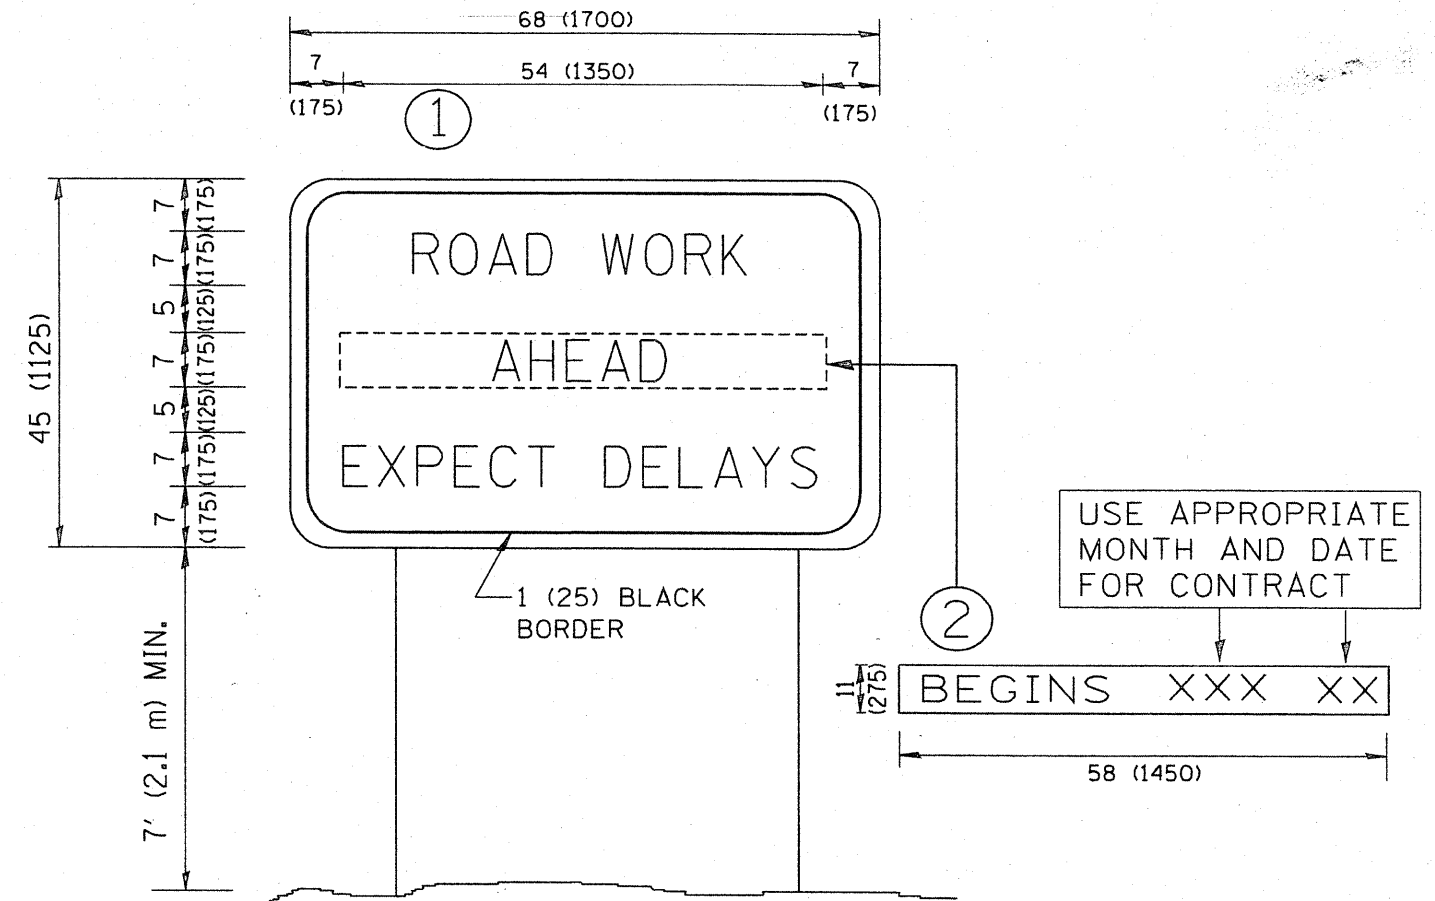 68 (1700)
7 54 (1350) 7
(175) (175)
1
7 (175)
7 (175)
5 (125)
7 (175)
5 (125)
7 (175)
7 (175)
45 (1125)
ROAD WORK
AHEAD
EXPECT DELAYS
1 (25) BLACK
BORDER
7' (2.1 m) MIN.
USE APPROPRIATE
MONTH AND DATE
FOR CONTRACT
2
11
(275)
BEGINS XXX XX
58 (1450)